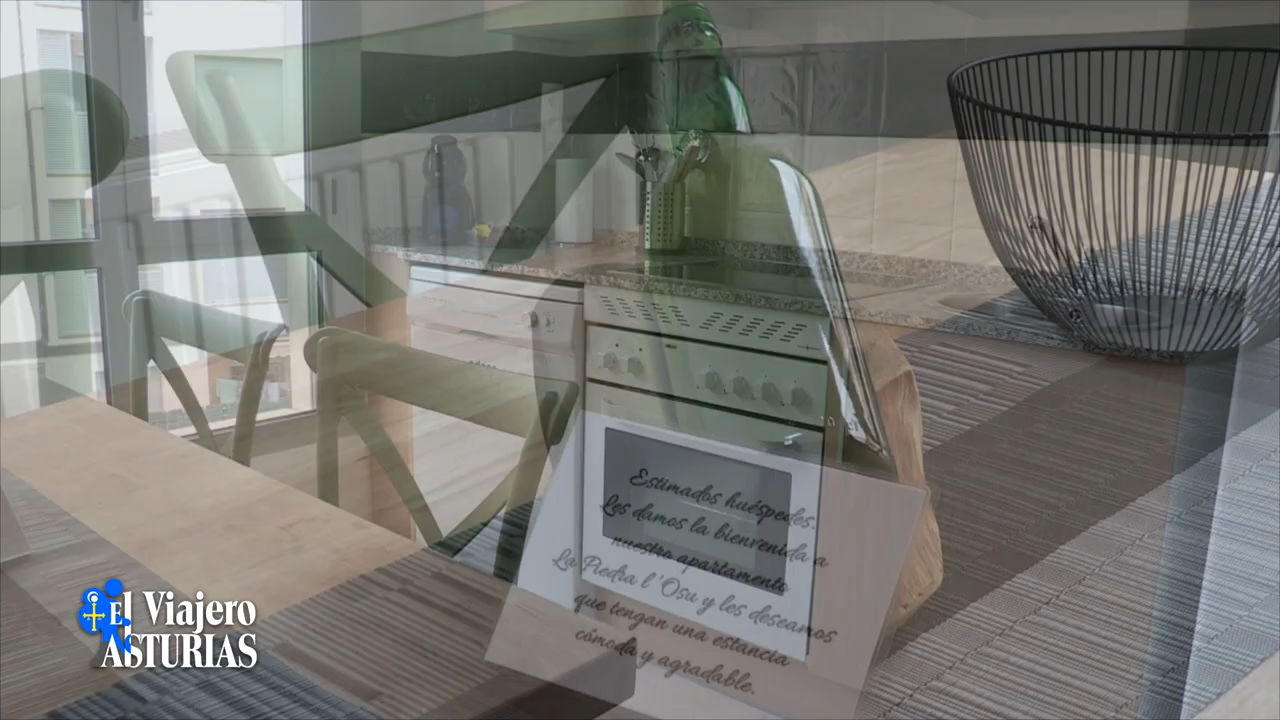 Estimados huéspedes:
Les damos la bienvenida a
nuestro apartamento
La Piedra l'Osu y les deseamos
que tengan una estancia
cómoda y agradable.
El Viajero
ASTURIAS